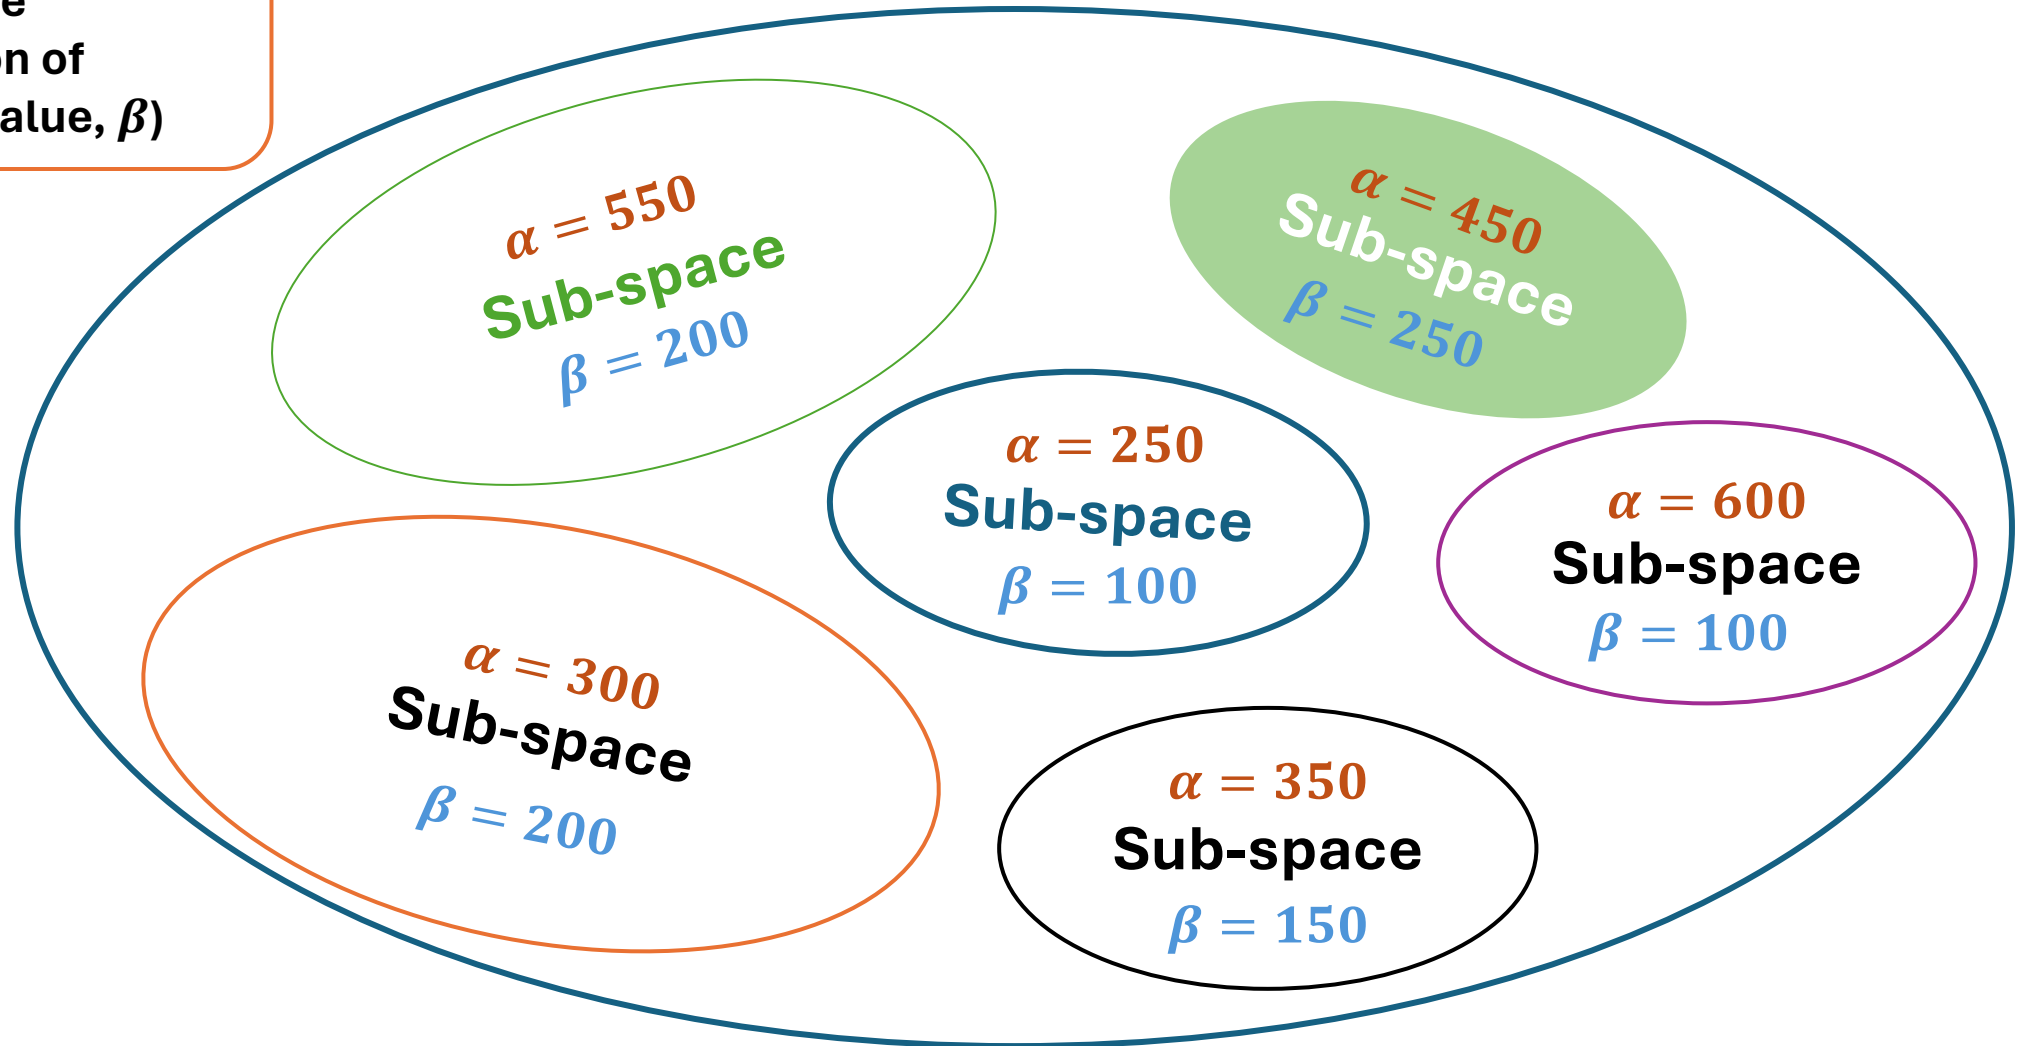 e
on of
alue, β)
α = 550
Sub-space
β = 200
α = 450
Sub-space
β = 250
α = 250
Sub-space
β = 100
α = 600
Sub-space
β = 100
α = 300
Sub-space
β = 200
α = 350
Sub-space
β = 150